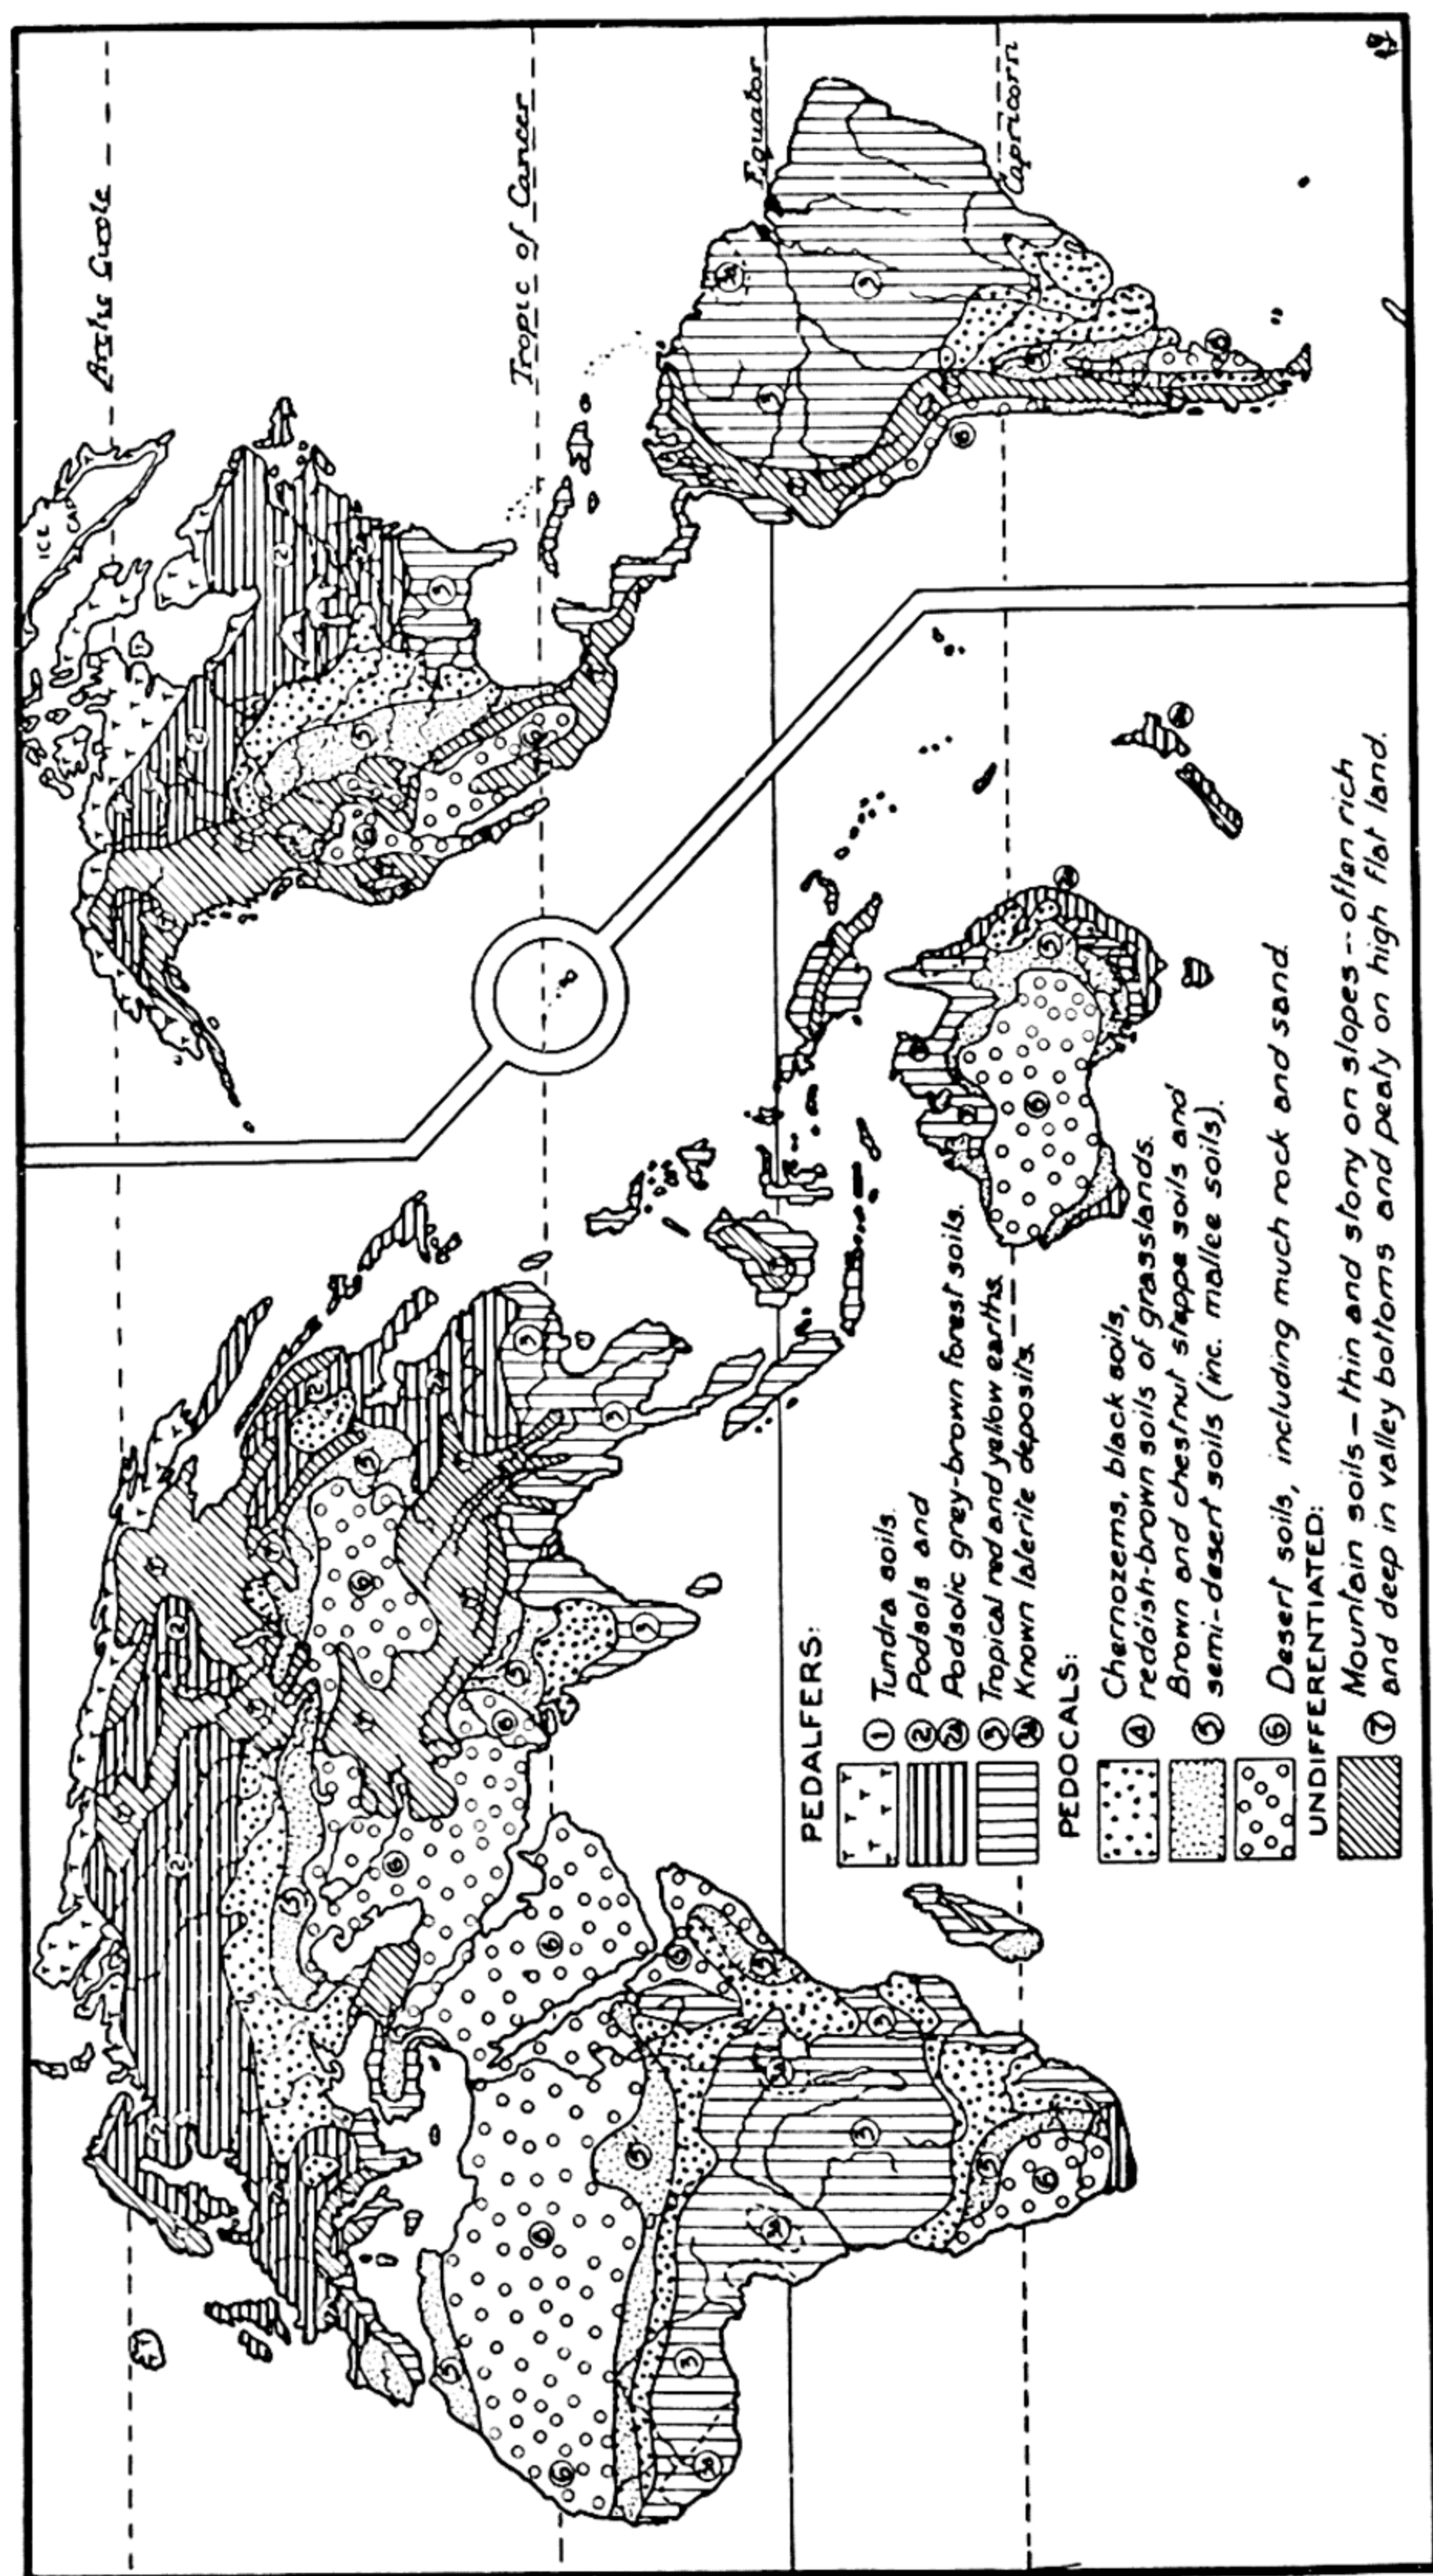 Arctic Circle
Tropic of Cancer
Equator
Capricorn
ICE
CAP
PEDALFERS:
1 Tundra soils.
2 Podsols and
2A Podsolic grey-brown forest soils.
3 Tropical red and yellow earths.
3A Known laterite deposits.
PEDOCALS:
4 Chernozems, black soils,
reddish-brown soils of grasslands.
5 Brown and chestnut steppe soils and
semi-desert soils (inc. mallee soils).
6 Desert soils, including much rock and sand.
UNDIFFERENTIATED:
Mountain soils – thin and stony on slopes -- often rich
7 and deep in valley bottoms and peaty on high flat land.